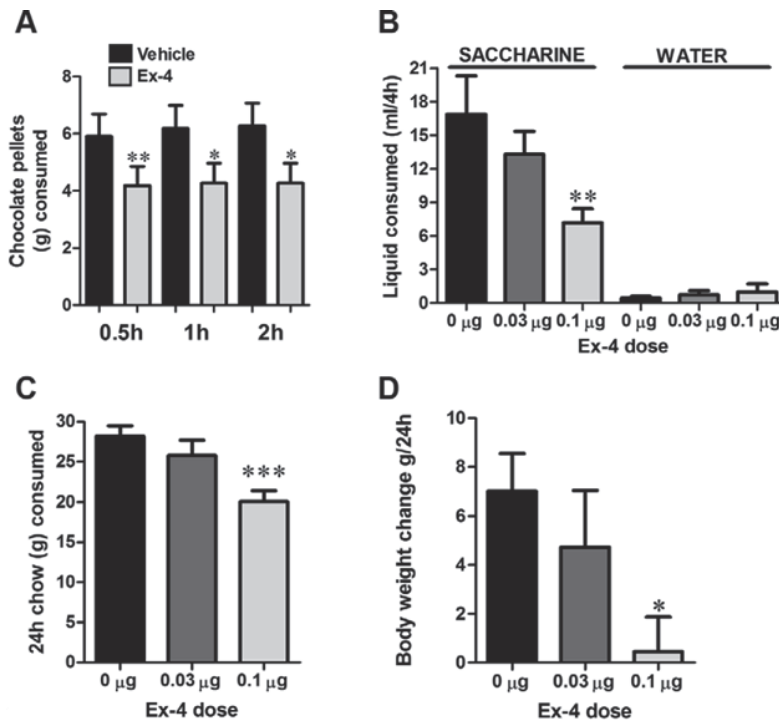 A
Vehicle
Ex-4
Chocolate pellets
(g) consumed
8
6
4
2
0
**
*
*
0.5h 1h 2h
B
SACCHARINE WATER
Liquid consumed (ml/4h)
21
18
15
12
9
6
3
0
**
0 μg 0.03 μg 0.1 μg 0 μg 0.03 μg 0.1 μg
Ex-4 dose
C
24h chow (g) consumed
30
25
20
15
10
5
0
***
0 μg 0.03 μg 0.1 μg
Ex-4 dose
D
Body weight change g/24h
10
8
6
4
2
0
*
0 μg 0.03 μg 0.1 μg
Ex-4 dose